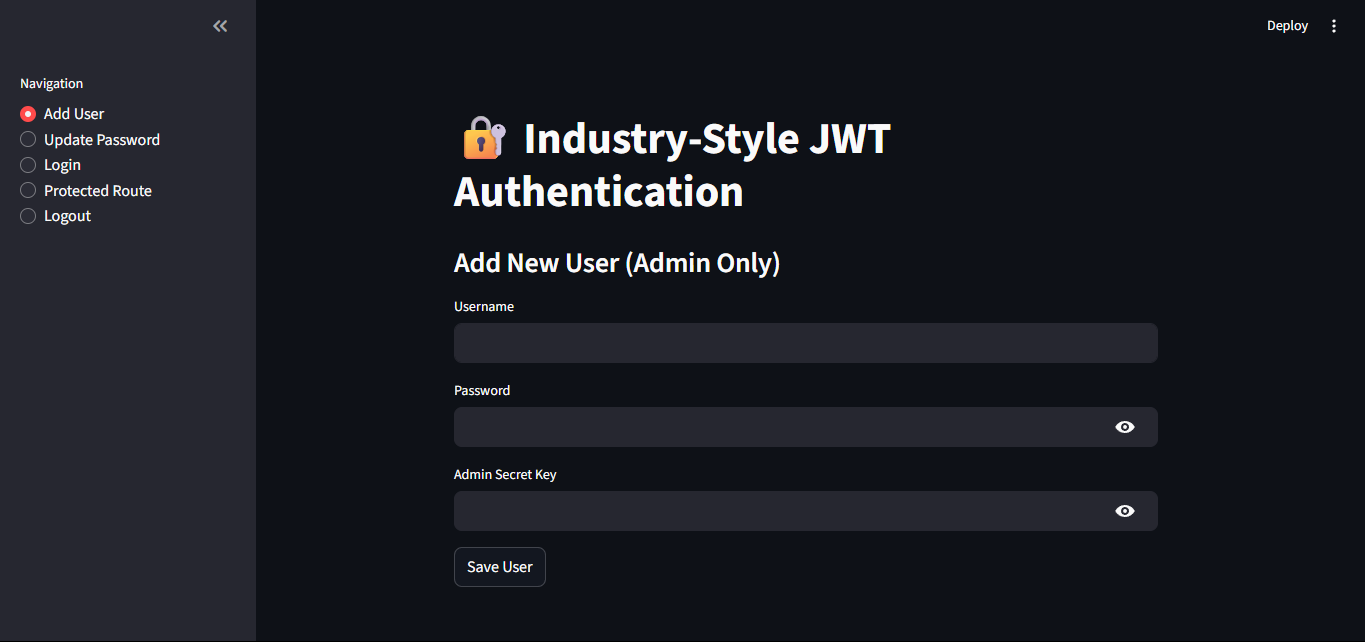 Deploy
Navigation
Add User
Update Password
Login
Protected Route
Logout
Industry-Style JWT
Authentication
Add New User (Admin Only)
Username
Password
Admin Secret Key
Save User